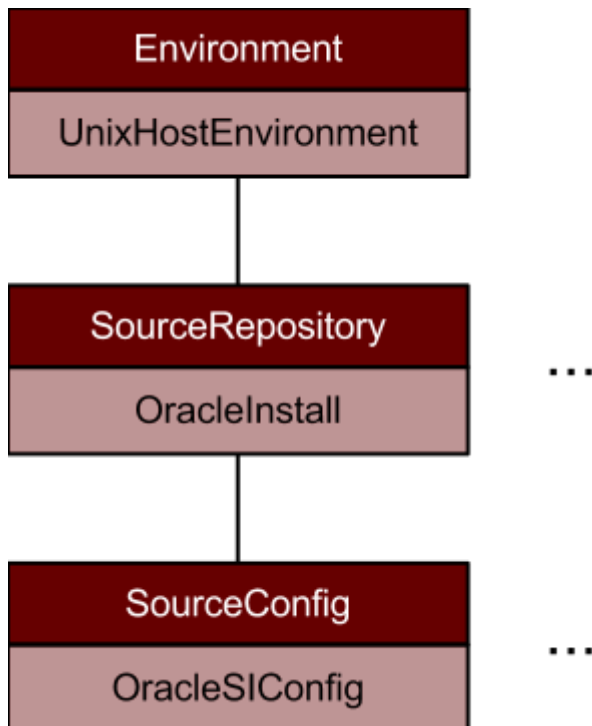 Environment
UnixHostEnvironment
SourceRepository
...
OracleInstall
SourceConfig
...
OracleSIConfig